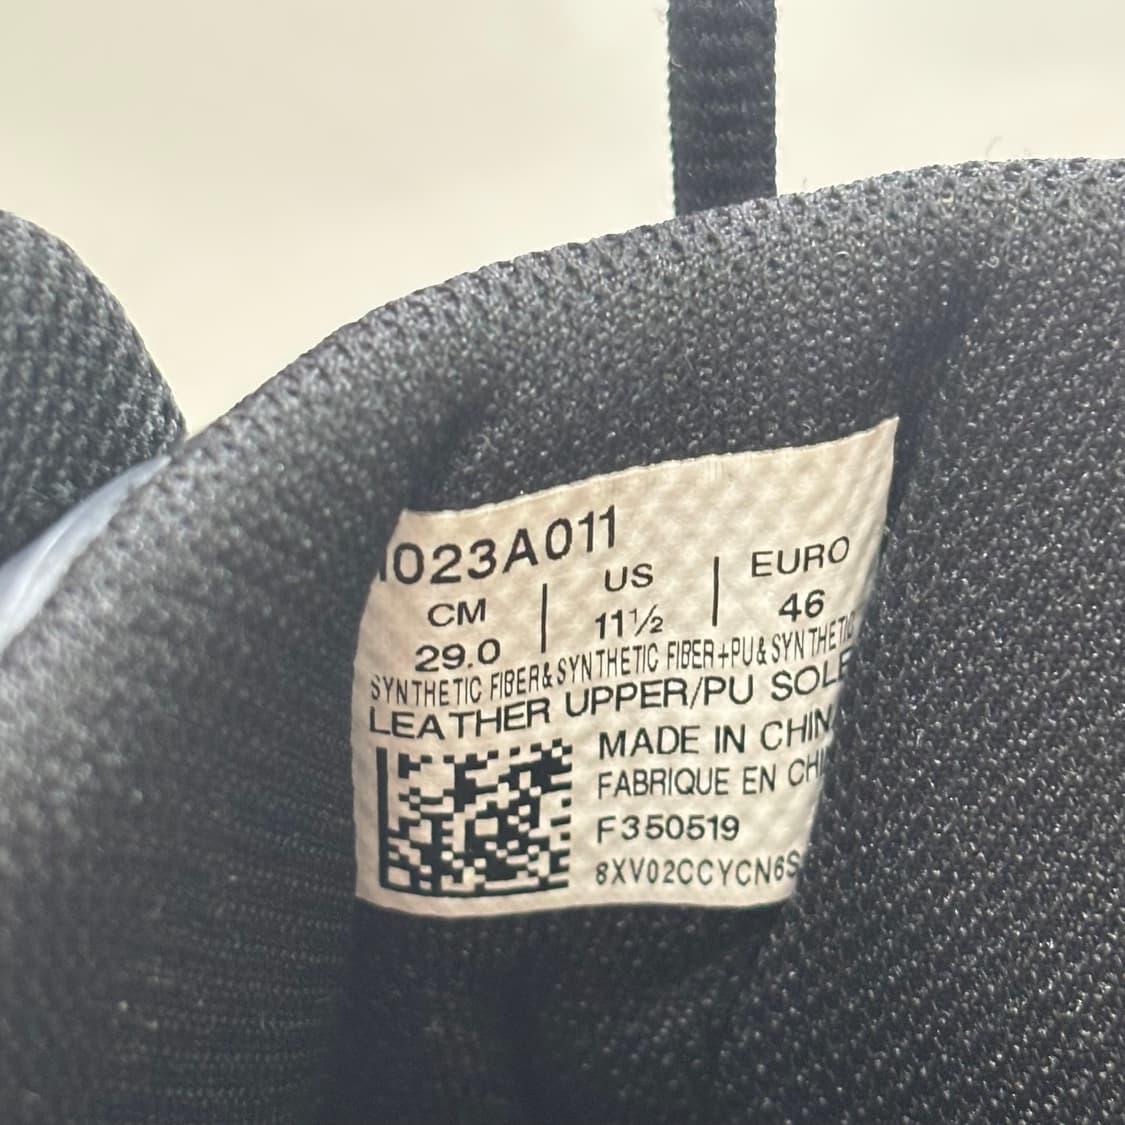 1023A011
CM | US | EURO
29.0 | 11½ | 46
SYNTHETIC FIBER&SYNTHETIC FIBER+PU&SYNTHETIC
LEATHER UPPER/PU SOLE
MADE IN CHIN
FABRIQUE EN CHI
F350519
8XV02CCYCN6S